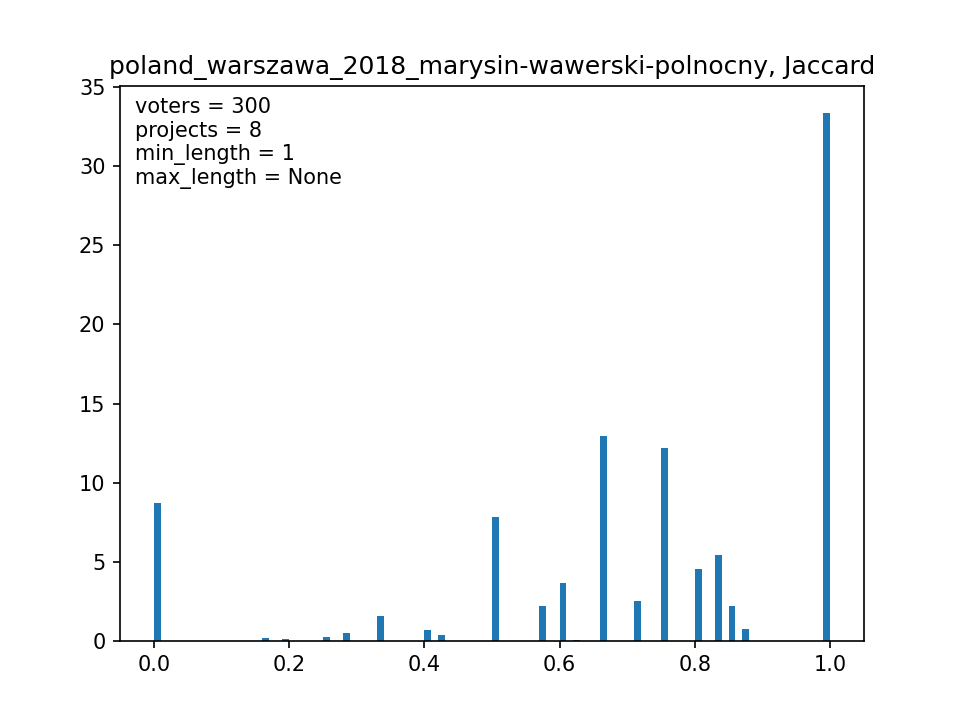 poland_warszawa_2018_marysin-wawerski-polnocny, Jaccard
35
voters = 300
projects = 8
min_length = 1
max_length = None
30
25
20
15
10
5
0
0.0 0.2 0.4 0.6 0.8 1.0